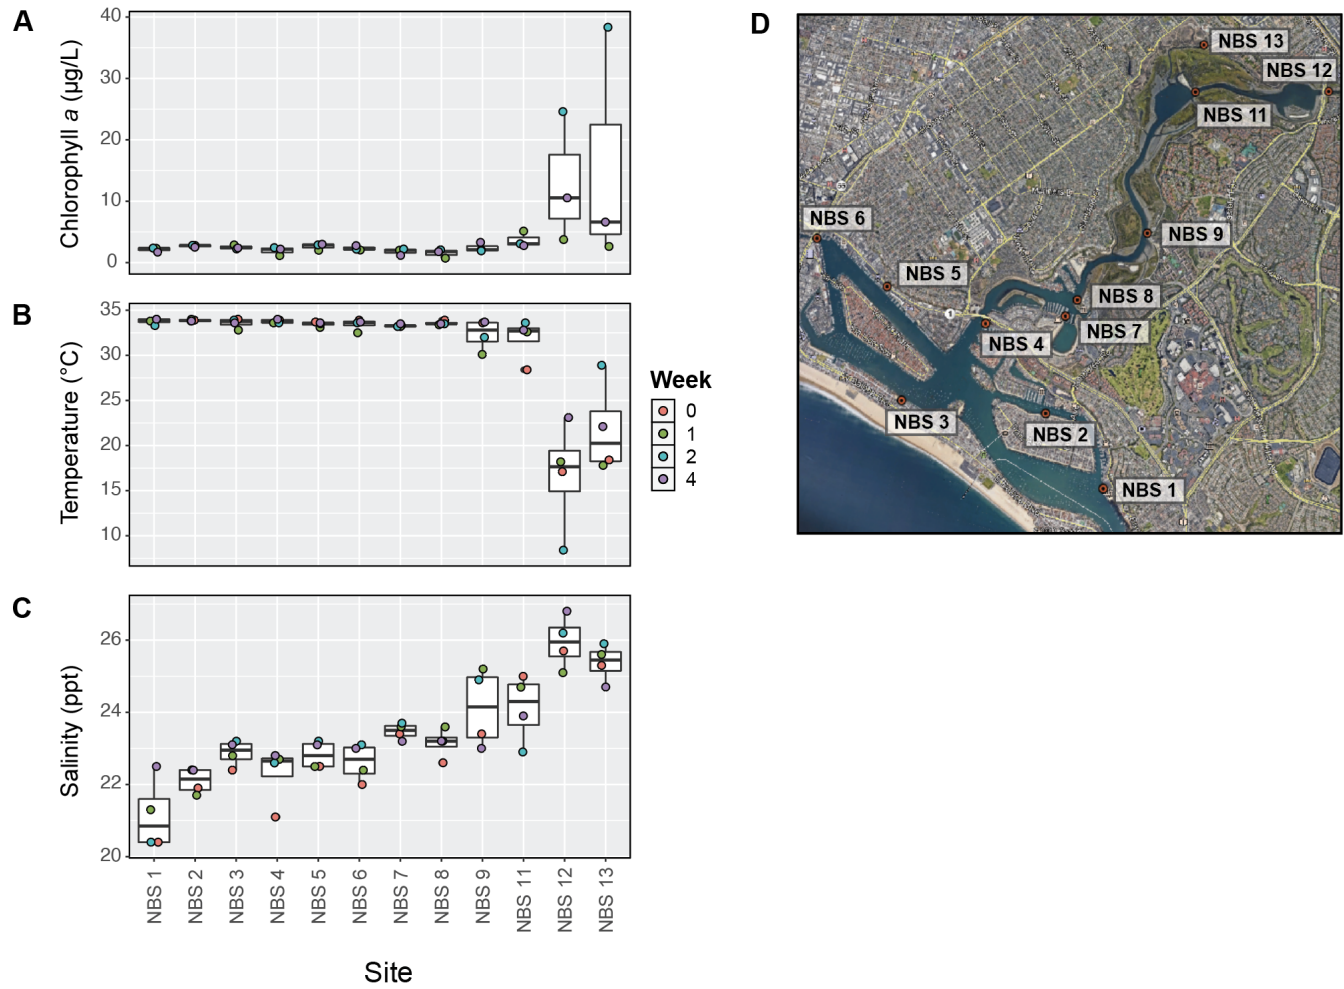 A
Chlorophyll a (µg/L)
40
30
20
10
0
B
Temperature (°C)
35
30
25
20
15
10
C
Salinity (ppt)
26
24
22
20
NBS 1
NBS 2
NBS 3
NBS 4
NBS 5
NBS 6
NBS 7
NBS 8
NBS 9
NBS 11
NBS 12
NBS 13
Site
Week
0
1
2
4
D
NBS 13
NBS 12
NBS 11
NBS 6
NBS 9
NBS 5
NBS 8
NBS 7
NBS 4
NBS 3
NBS 2
NBS 1